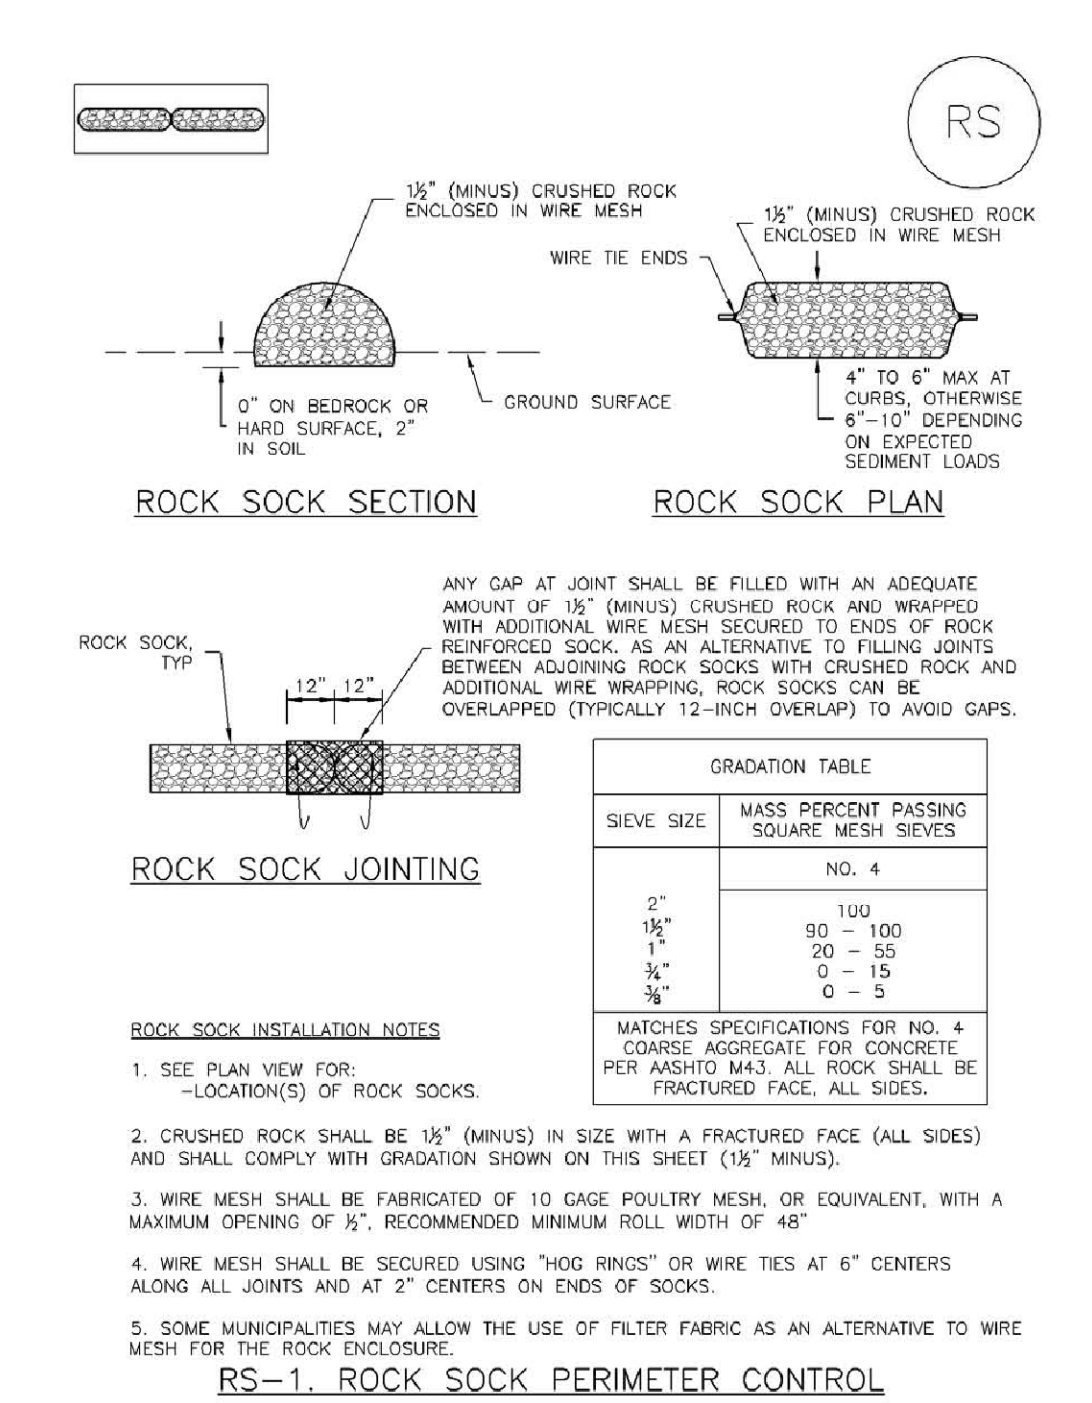 RS
1½" (MINUS) CRUSHED ROCK
ENCLOSED IN WIRE MESH
1½" (MINUS) CRUSHED ROCK
ENCLOSED IN WIRE MESH
WIRE TIE ENDS
0" ON BEDROCK OR
HARD SURFACE, 2"
IN SOIL
GROUND SURFACE
4" TO 6" MAX AT
CURBS, OTHERWISE
6"-10" DEPENDING
ON EXPECTED
SEDIMENT LOADS
ROCK SOCK SECTION
ROCK SOCK PLAN
ANY GAP AT JOINT SHALL BE FILLED WITH AN ADEQUATE
AMOUNT OF 1½" (MINUS) CRUSHED ROCK AND WRAPPED
WITH ADDITIONAL WIRE MESH SECURED TO ENDS OF ROCK
REINFORCED SOCK. AS AN ALTERNATIVE TO FILLING JOINTS
BETWEEN ADJOINING ROCK SOCKS WITH CRUSHED ROCK AND
ADDITIONAL WIRE WRAPPING, ROCK SOCKS CAN BE
OVERLAPPED (TYPICALLY 12-INCH OVERLAP) TO AVOID GAPS.
ROCK SOCK,
TYP
12" 12"
ROCK SOCK JOINTING
GRADATION TABLE
SIEVE SIZE
MASS PERCENT PASSING
SQUARE MESH SIEVES
NO. 4
2" 100
1½" 90 - 100
1" 20 - 55
¾" 0 - 15
⅜" 0 - 5
MATCHES SPECIFICATIONS FOR NO. 4
COARSE AGGREGATE FOR CONCRETE
PER AASHTO M43. ALL ROCK SHALL BE
FRACTURED FACE, ALL SIDES.
ROCK SOCK INSTALLATION NOTES
1. SEE PLAN VIEW FOR:
-LOCATION(S) OF ROCK SOCKS.
2. CRUSHED ROCK SHALL BE 1½" (MINUS) IN SIZE WITH A FRACTURED FACE (ALL SIDES)
AND SHALL COMPLY WITH GRADATION SHOWN ON THIS SHEET (1½" MINUS).
3. WIRE MESH SHALL BE FABRICATED OF 10 GAGE POULTRY MESH, OR EQUIVALENT, WITH A
MAXIMUM OPENING OF ½", RECOMMENDED MINIMUM ROLL WIDTH OF 48"
4. WIRE MESH SHALL BE SECURED USING "HOG RINGS" OR WIRE TIES AT 6" CENTERS
ALONG ALL JOINTS AND AT 2" CENTERS ON ENDS OF SOCKS.
5. SOME MUNICIPALITIES MAY ALLOW THE USE OF FILTER FABRIC AS AN ALTERNATIVE TO WIRE
MESH FOR THE ROCK ENCLOSURE.
RS-1. ROCK SOCK PERIMETER CONTROL